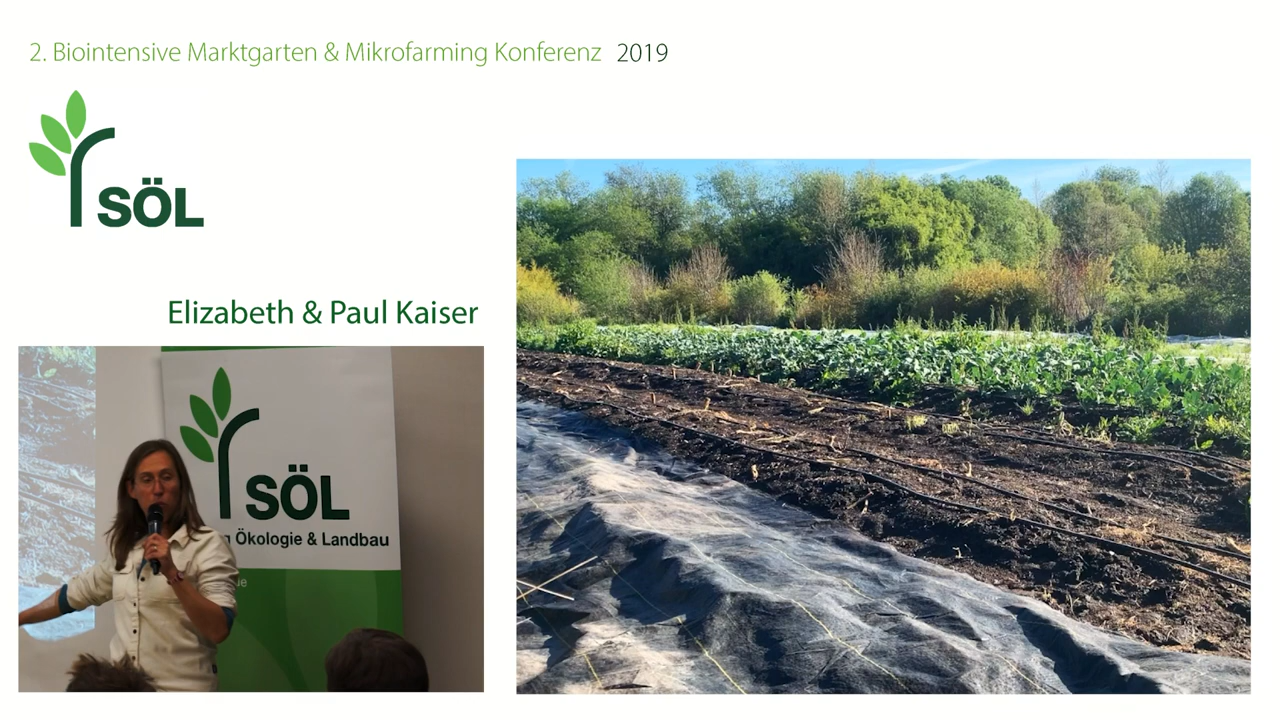 2. Biointensive Marktgarten & Mikrofarming Konferenz 2019
SÖL
Elizabeth & Paul Kaiser
SÖL
Ökologie & Landbau